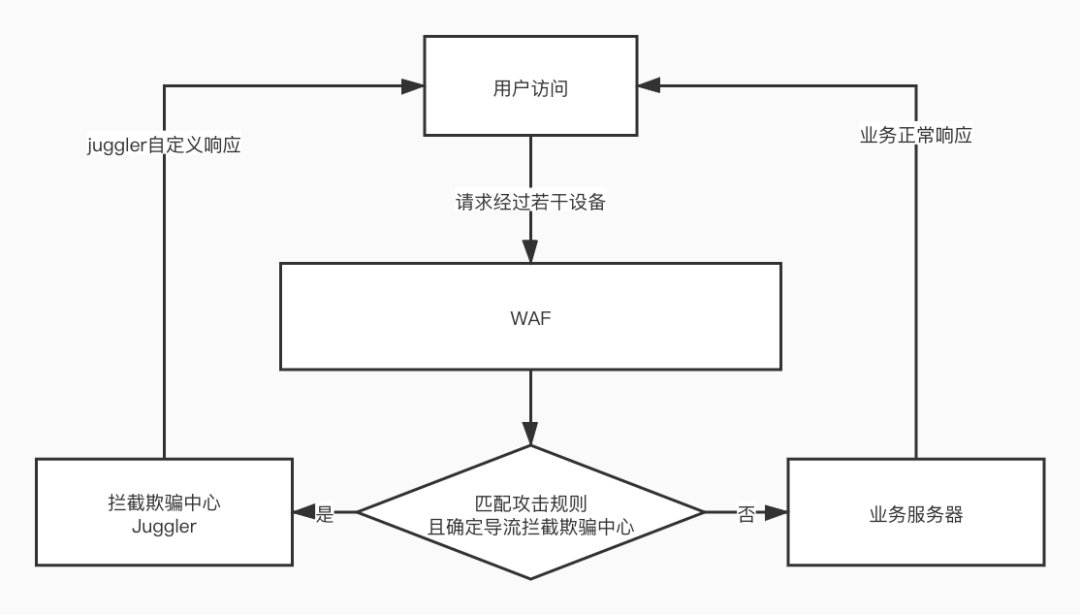 用户访问
juggler自定义响应
业务正常响应
请求经过若干设备
WAF
匹配攻击规则
且确定导流拦截欺骗中心
拦截欺骗中心
Juggler
是
否
业务服务器